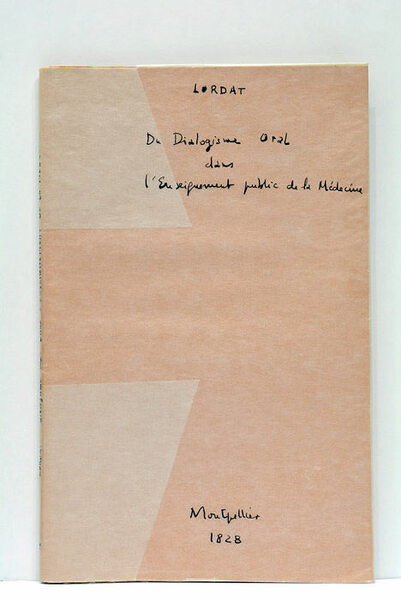 LORDAT
Du Dialogisme Oral
dans
l'Enseignement public de la Médecine
Montpellier
1828